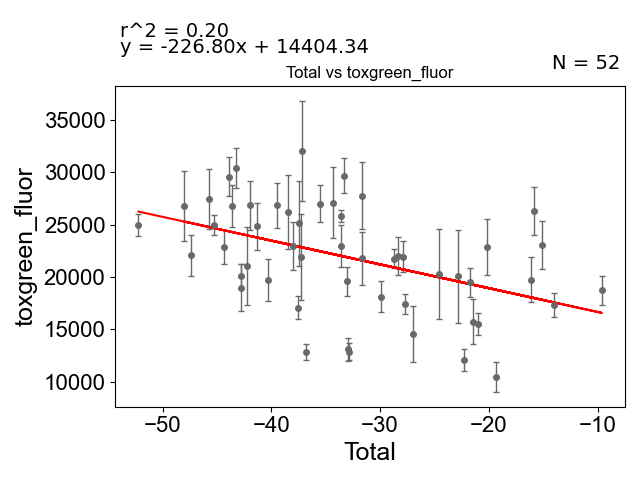 r^2 = 0.20
y = -226.80x + 14404.34
N = 52
Total vs toxgreen_fluor
35000
30000
25000
20000
15000
10000
toxgreen_fluor
−50
−40
−30
−20
−10
Total